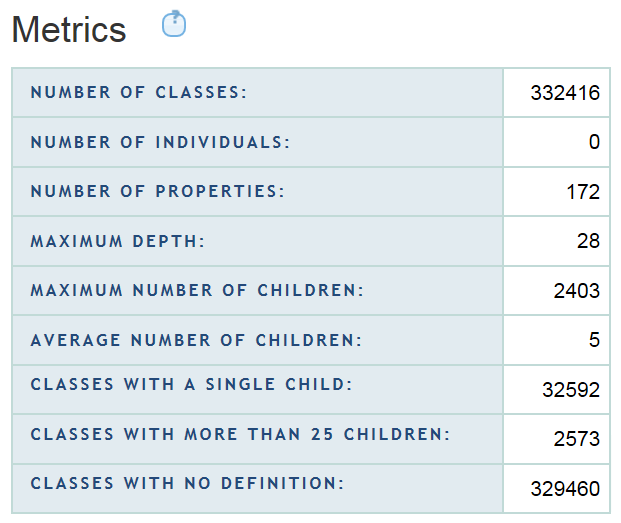 Metrics ?
NUMBER OF CLASSES: 332416
NUMBER OF INDIVIDUALS: 0
NUMBER OF PROPERTIES: 172
MAXIMUM DEPTH: 28
MAXIMUM NUMBER OF CHILDREN: 2403
AVERAGE NUMBER OF CHILDREN: 5
CLASSES WITH A SINGLE CHILD: 32592
CLASSES WITH MORE THAN 25 CHILDREN: 2573
CLASSES WITH NO DEFINITION: 329460